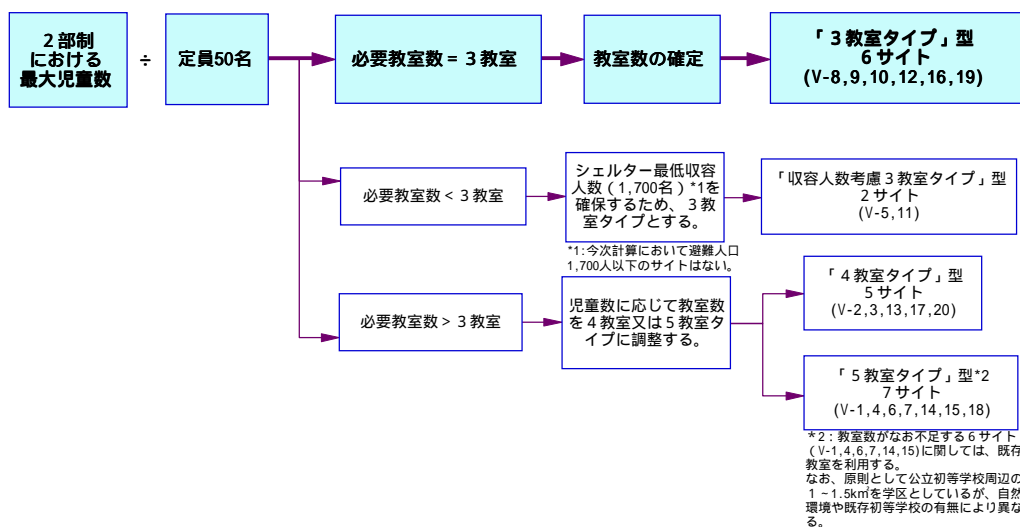 ２部制
における
最大児童数
÷
定員50名
必要教室数＝３教室
教室数の確定
「３教室タイプ」型
６サイト
(V-8,9,10,12,16,19)
必要教室数＜３教室
シェルター最低収容
人数（1,700名）*1を
確保するため、３教
室タイプとする。
「収容人数考慮３教室タイプ」型
２サイト
(V-5,11)
*1:今次計算において避難人口
1,700人以下のサイトはない。
必要教室数＞３教室
児童数に応じて教室数
を４教室又は５教室タ
イプに調整する。
「４教室タイプ」型
５サイト
(V-2,3,13,17,20)
「５教室タイプ」型*2
７サイト
(V-1,4,6,7,14,15,18)
*２：教室数がなお不足する６サイト
（V-1,4,6,7,14,15)に関しては、既存
教室を利用する。
なお、原則として公立初等学校周辺の
１~1.5km²を学区としているが、自然
環境や既存初等学校の有無により異な
る。